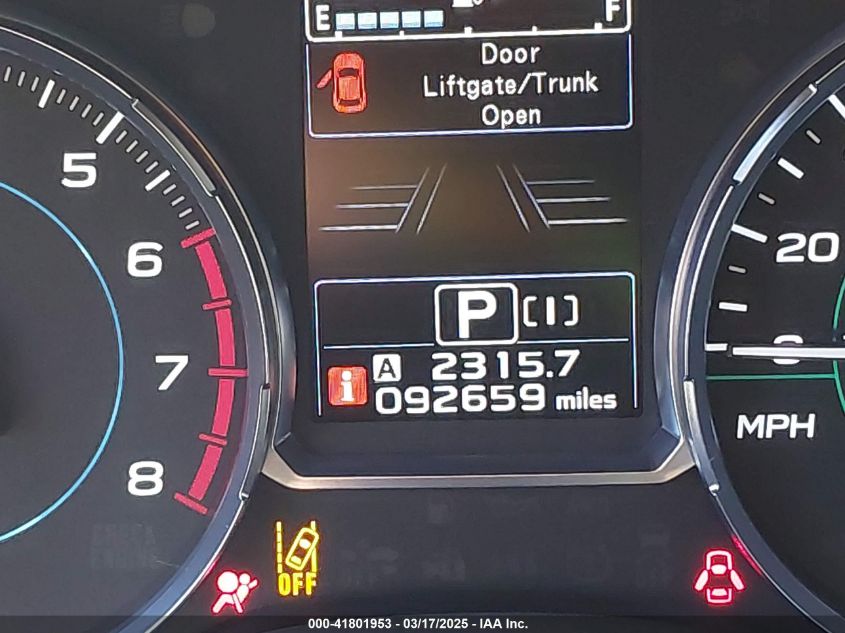 E F
Door
Liftgate/Trunk
Open
5
6
7
8
20
0
MPH
P [I]
i A 2315.7
092659 miles
OFF
000-41801953 - 03/17/2025 - IAA Inc.